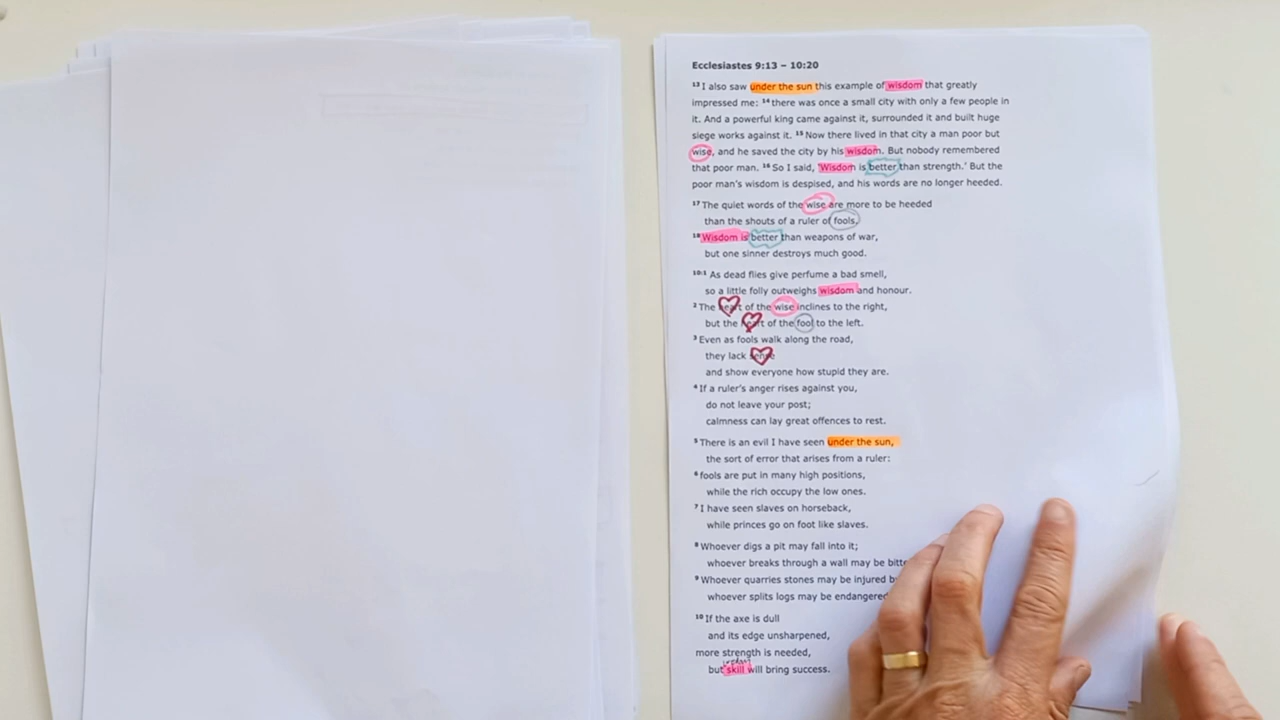 Ecclesiastes 9:13 – 10:20
13 I also saw under the sun this example of wisdom that greatly
impressed me: 14 there was once a small city with only a few people in
it. And a powerful king came against it, surrounded it and built huge
siege works against it. 15 Now there lived in that city a man poor but
wise, and he saved the city by his wisdom. But nobody remembered
that poor man. 16 So I said, 'Wisdom is better than strength.' But the
poor man's wisdom is despised, and his words are no longer heeded.
17 The quiet words of the wise are more to be heeded
than the shouts of a ruler of fools.
18 Wisdom is better than weapons of war,
but one sinner destroys much good.
10:1 As dead flies give perfume a bad smell,
so a little folly outweighs wisdom and honour.
2 The heart of the wise inclines to the right,
but the heart of the fool to the left.
3 Even as fools walk along the road,
they lack sense
and show everyone how stupid they are.
4 If a ruler's anger rises against you,
do not leave your post;
calmness can lay great offences to rest.
5 There is an evil I have seen under the sun,
the sort of error that arises from a ruler:
6 fools are put in many high positions,
while the rich occupy the low ones.
7 I have seen slaves on horseback,
while princes go on foot like slaves.
8 Whoever digs a pit may fall into it;
whoever breaks through a wall may be bitte
9 Whoever quarries stones may be injured b
whoever splits logs may be endangered
10 If the axe is dull
and its edge unsharpened,
more strength is needed,
but skill will bring success.